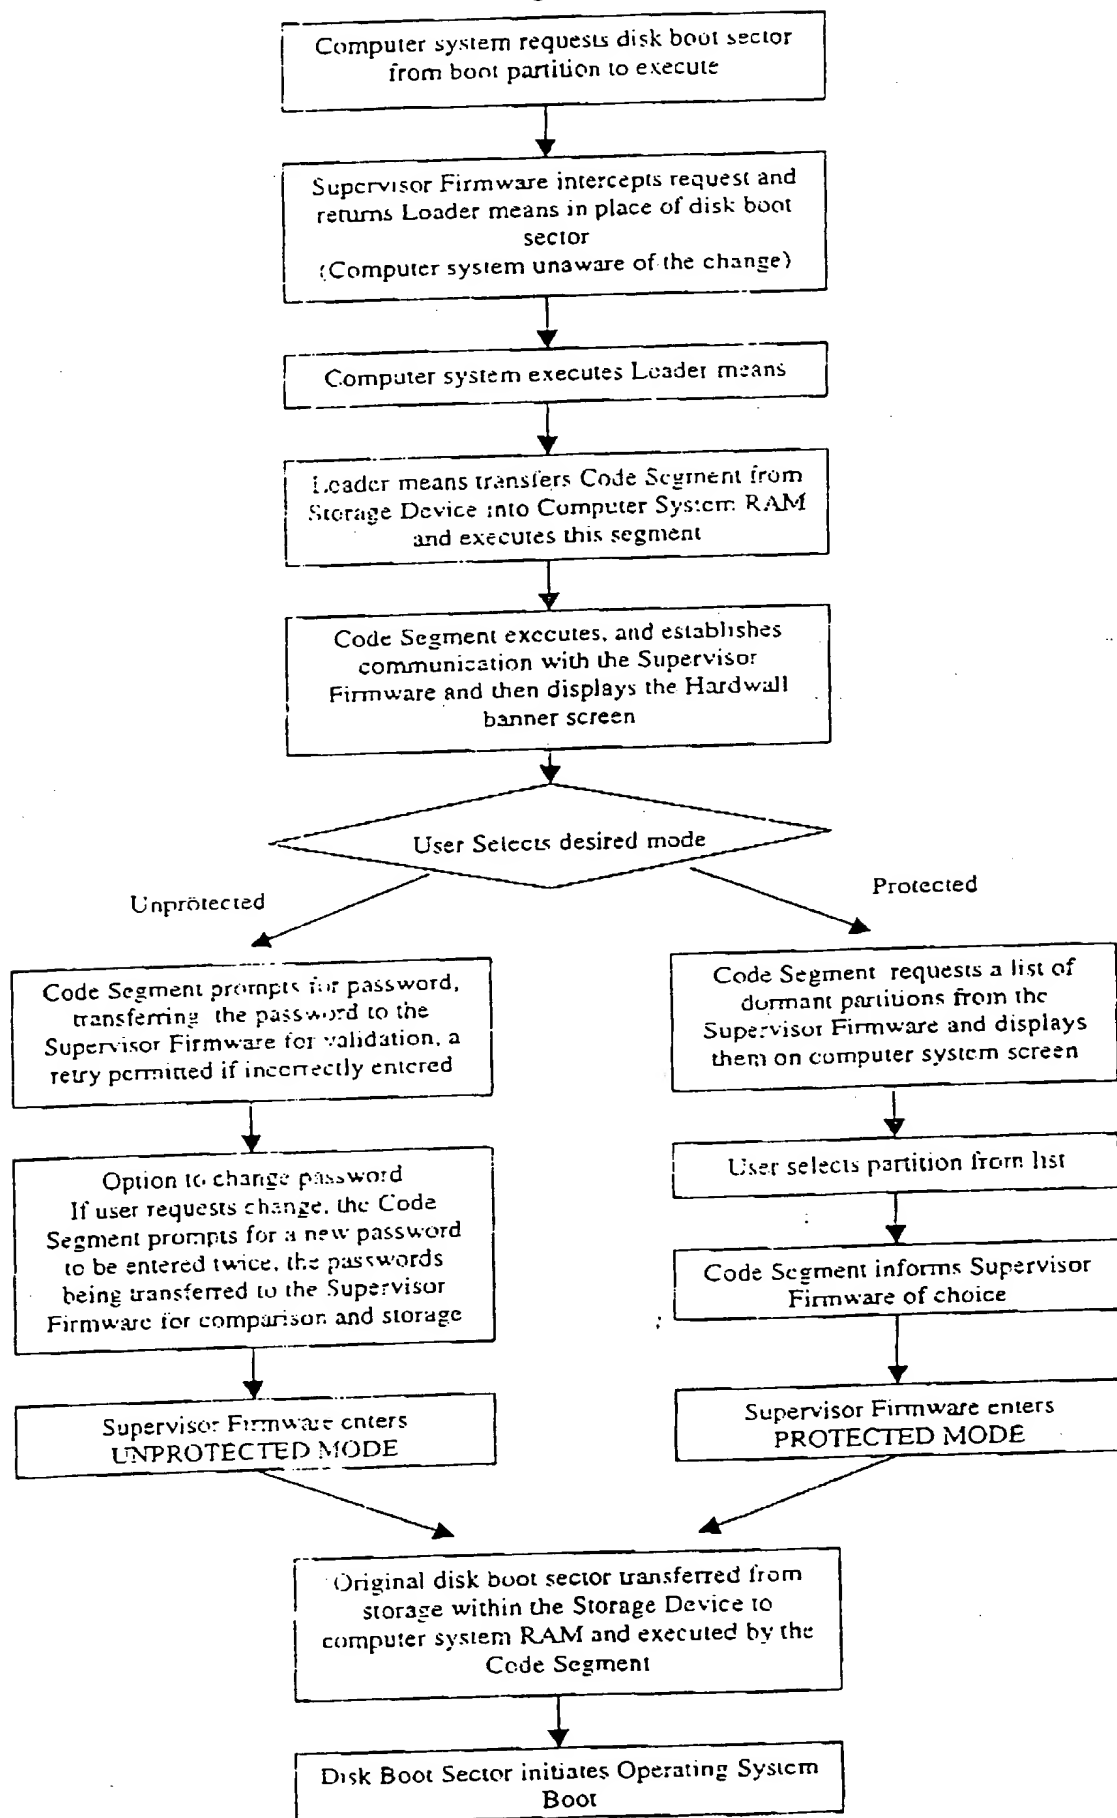 Computer system requests disk boot sector
from boot partition to execute
Supervisor Firmware intercepts request and
returns Loader means in place of disk boot
sector
(Computer system unaware of the change)
Computer system executes Loader means
Loader means transfers Code Segment from
Storage Device into Computer System RAM
and executes this segment
Code Segment executes, and establishes
communication with the Supervisor
Firmware and then displays the Hardwall
banner screen
User Selects desired mode
Unprotected
Protected
Code Segment prompts for password,
transferring the password to the
Supervisor Firmware for validation, a
retry permitted if incorrectly entered
Option to change password
If user requests change, the Code
Segment prompts for a new password
to be entered twice, the passwords
being transferred to the Supervisor
Firmware for comparison and storage
Supervisor Firmware enters
UNPROTECTED MODE
Code Segment requests a list of
dormant partitions from the
Supervisor Firmware and displays
them on computer system screen
User selects partition from list
Code Segment informs Supervisor
Firmware of choice
Supervisor Firmware enters
PROTECTED MODE
Original disk boot sector transferred from
storage within the Storage Device to
computer system RAM and executed by the
Code Segment
Disk Boot Sector initiates Operating System
Boot